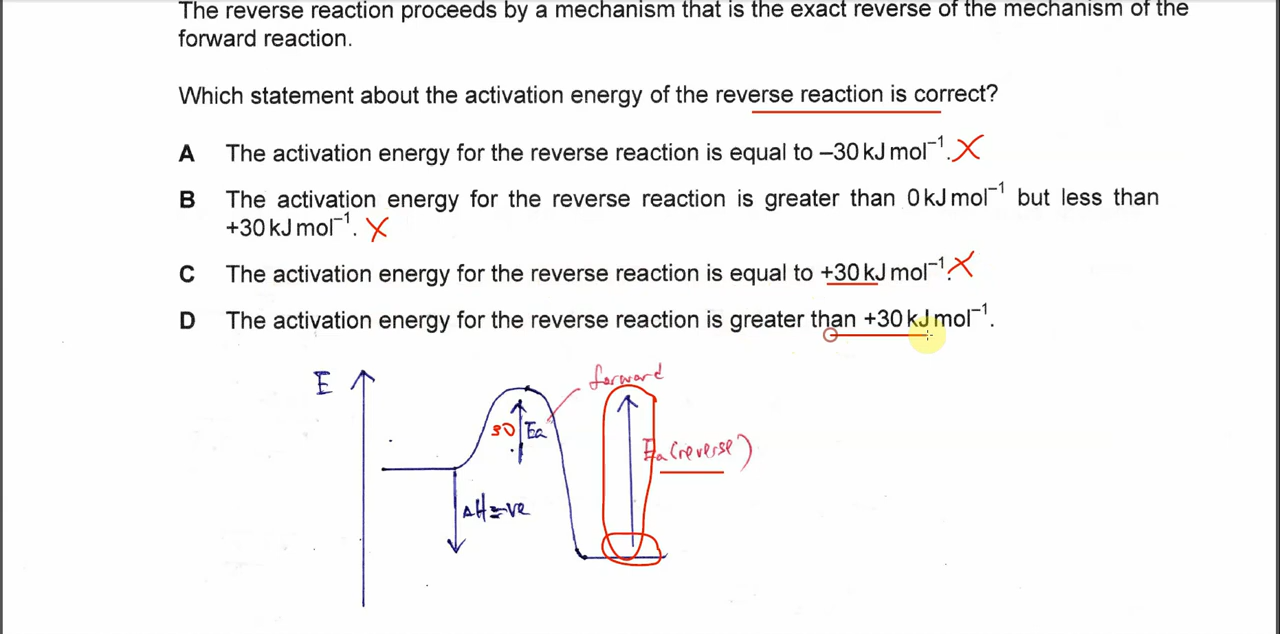 The reverse reaction proceeds by a mechanism that is the exact reverse of the mechanism of the
forward reaction.
Which statement about the activation energy of the reverse reaction is correct?
A The activation energy for the reverse reaction is equal to –30 kJ mol⁻¹. X
B The activation energy for the reverse reaction is greater than 0 kJ mol⁻¹ but less than
+30 kJ mol⁻¹. X
C The activation energy for the reverse reaction is equal to +30 kJ mol⁻¹. X
D The activation energy for the reverse reaction is greater than +30 kJ mol⁻¹.
E
forward
30 Ea
Ea (reverse)
ΔH = -ve